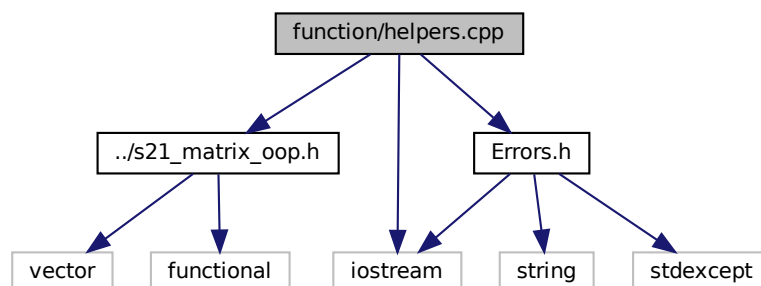 function/helpers.cpp
../s21_matrix_oop.h
Errors.h
vector
functional
iostream
string
stdexcept